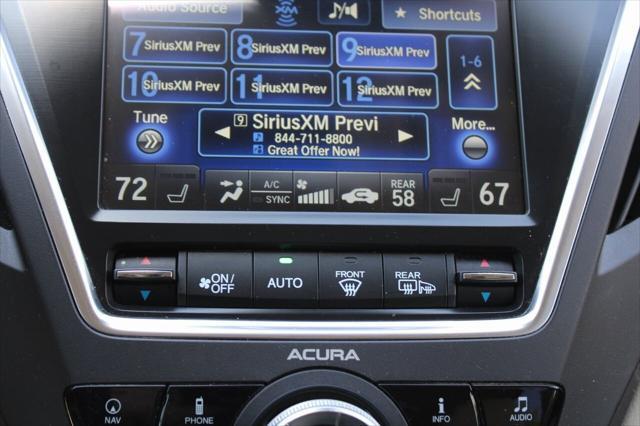 Audio Source
XM
Shortcuts
7 SiriusXM Prev
8 SiriusXM Prev
9 SiriusXM Prev
1-6
10 SiriusXM Prev
11 SiriusXM Prev
12 SiriusXM Prev
Tune
9 SiriusXM Previ
844-711-8800
Great Offer Now!
More...
72
A/C
SYNC
REAR
58
67
ON/
OFF
AUTO
FRONT
REAR
ACURA
NAV
PHONE
INFO
AUDIO